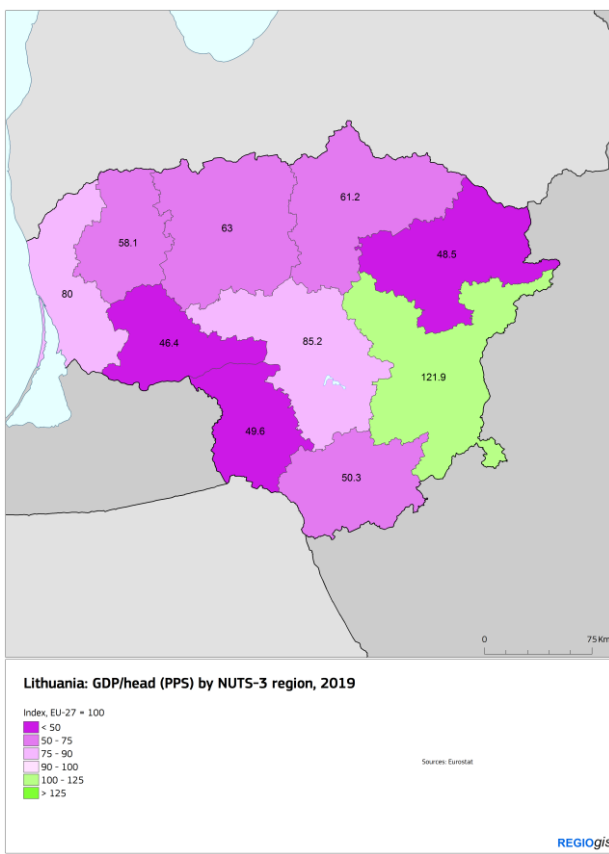 61.2
63
58.1
48.5
80
85.2
46.4
121.9
49.6
50.3
0
75 Km
Lithuania: GDP/head (PPS) by NUTS-3 region, 2019
Index, EU-27 = 100
< 50
50 - 75
75 - 90
90 - 100
100 - 125
> 125
Sources: Eurostat
REGIOgis